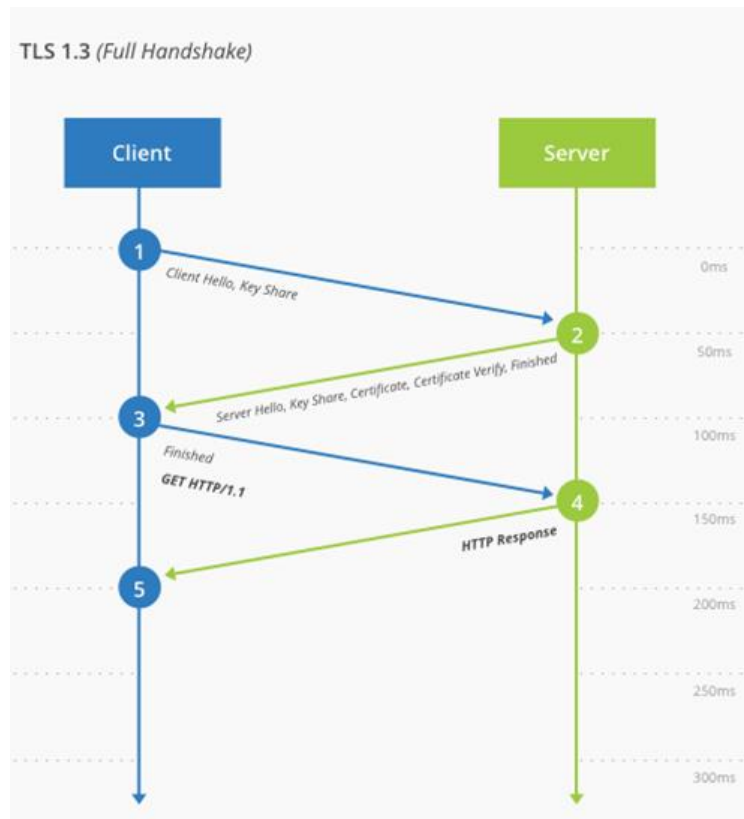 TLS 1.3 (Full Handshake)
Client
Server
1
Client Hello, Key Share
0ms
2
50ms
Server Hello, Key Share, Certificate, Certificate Verify, Finished
3
100ms
Finished
GET HTTP/1.1
4
150ms
HTTP Response
5
200ms
250ms
300ms